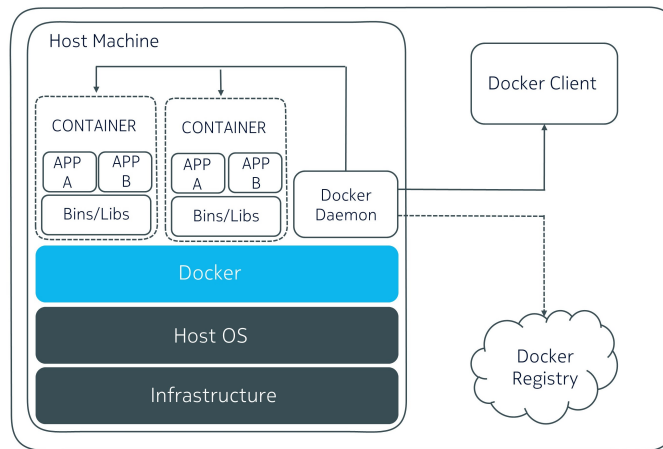 Host Machine
Docker Client
CONTAINER
CONTAINER
APP
A
APP
B
APP
A
APP
B
Bins/Libs
Bins/Libs
Docker
Daemon
Docker
Host OS
Infrastructure
Docker
Registry